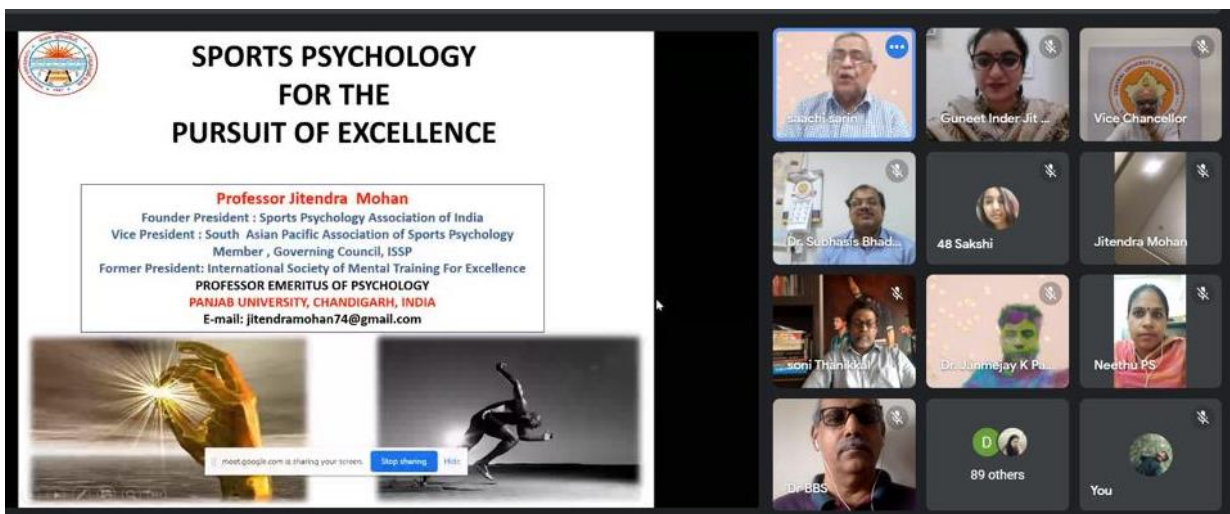 SPORTS PSYCHOLOGY
FOR THE
PURSUIT OF EXCELLENCE
Professor Jitendra Mohan
Founder President : Sports Psychology Association of India
Vice President : South Asian Pacific Association of Sports Psychology
Member , Governing Council, ISSP
Former President: International Society of Mental Training For Excellence
PROFESSOR EMERITUS OF PSYCHOLOGY
PANJAB UNIVERSITY, CHANDIGARH, INDIA
E-mail: jitendramohan74@gmail.com
meet.google.com is sharing your screen.
Stop sharing
Hide
saachi sarin
Guneet Inder Jit ...
Vice Chancellor
Dr. Subhasis Bhad...
48 Sakshi
Jitendra Mohan
soni Thanikkal
Dr. Janmejay K Pa...
Neethu PS
Dr BBS
D
89 others
You